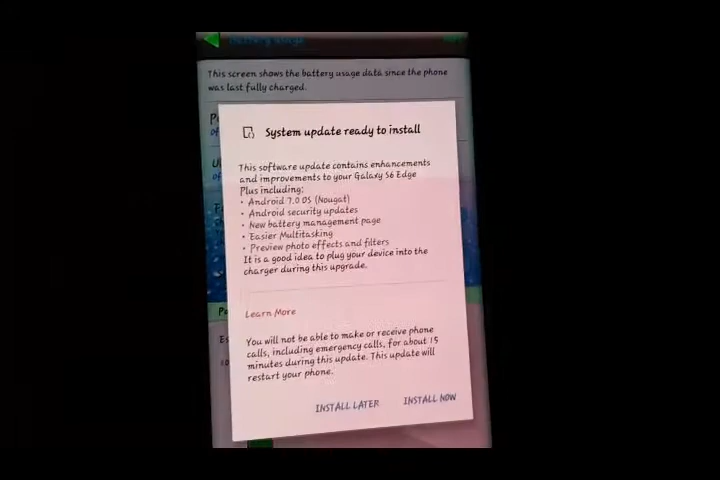 Battery usage
This screen shows the battery usage data since the phone
was last fully charged.
System update ready to install
This software update contains enhancements
and improvements to your Galaxy S6 Edge
Plus including:
• Android 7.0 OS (Nougat)
• Android security updates
• New battery management page
• Easier Multitasking
• Preview photo effects and filters
It is a good idea to plug your device into the
charger during this upgrade.
Learn More
You will not be able to make or receive phone
calls, including emergency calls, for about 15
minutes during this update. This update will
restart your phone.
INSTALL LATER INSTALL NOW